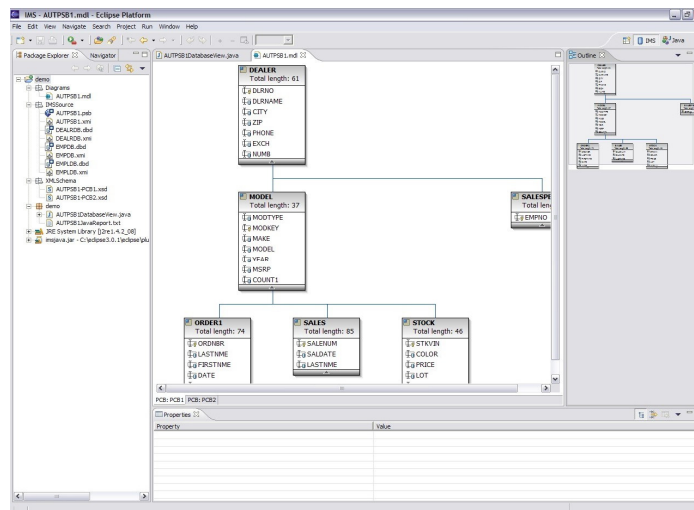 IMS - AUTPSB1.mdl - Eclipse Platform
File Edit View Navigate Search Project Run Window Help
IMS Java
Package Explorer Navigator
AUTPSB1DatabaseView.java AUTPSB1.mdl
Outline
demo
Diagrams
AUTPSB1.mdl
IMSSource
AUTPSB1.psb
AUTPSB1.xmi
DEALRDB.dbd
DEALRDB.xmi
EMPDB.dbd
EMPDB.xmi
EMPLDB.dbd
EMPLDB.xmi
XMLSchema
AUTPSB1-PCB1.xsd
AUTPSB1-PCB2.xsd
demo
AUTPSB1DatabaseView.java
AUTPSB1JavaReport.txt
JRE System Library [j2re1.4.2_08]
imsjava.jar - C:\eclipse3.0.1\eclipse\plu
DEALER
Total length: 61
DLRNO
DLRNAME
CITY
ZIP
PHONE
EXCH
NUMB
MODEL
Total length: 37
MODTYPE
MODKEY
MAKE
MODEL
YEAR
MSRP
COUNT1
SALESPE
Total len
EMPNO
ORDER1
Total length: 74
ORDNBR
LASTNME
FIRSTNME
DATE
SALES
Total length: 85
SALENUM
SALDATE
LASTNME
STOCK
Total length: 46
STKVIN
COLOR
PRICE
LOT
PCB: PCB1 PCB: PCB2
Properties
Property Value